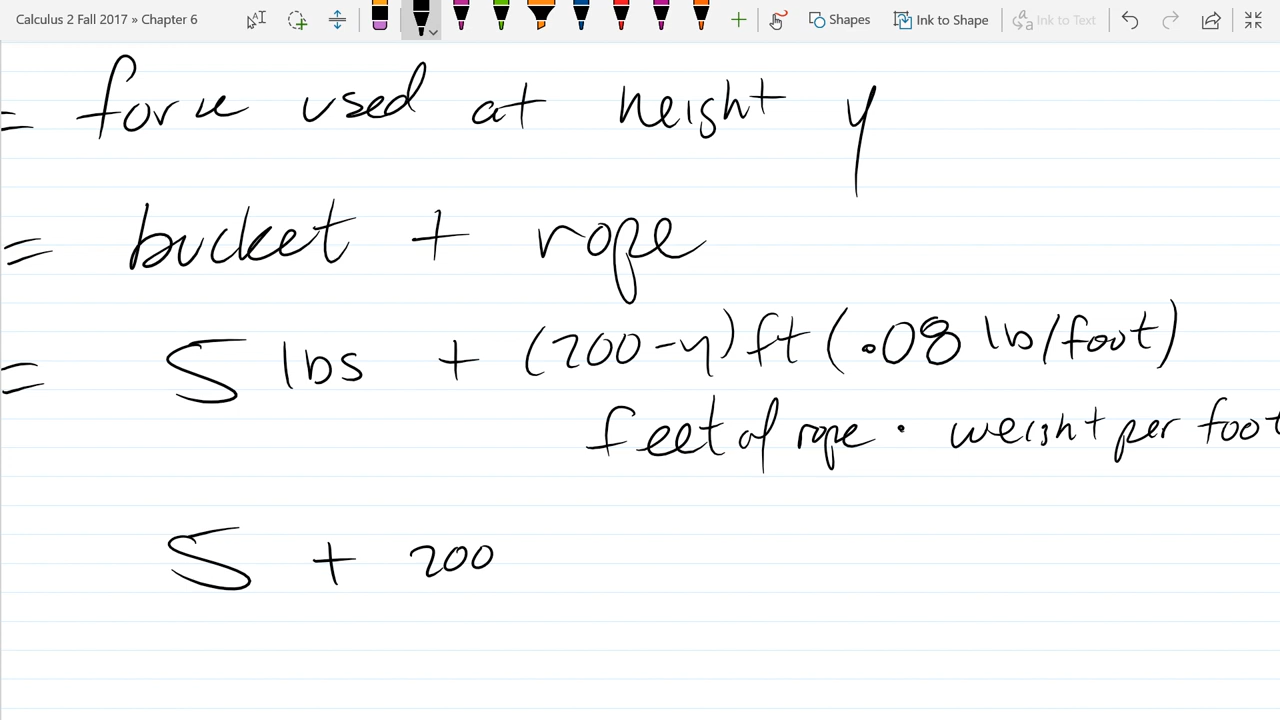 Calculus 2 Fall 2017 » Chapter 6
Shapes
Ink to Shape
Ink to Text
= force used at height y
= bucket + rope
= 5 lbs + (200-y) ft (.08 lb/foot)
feet of rope · weight per foot
5 + 200